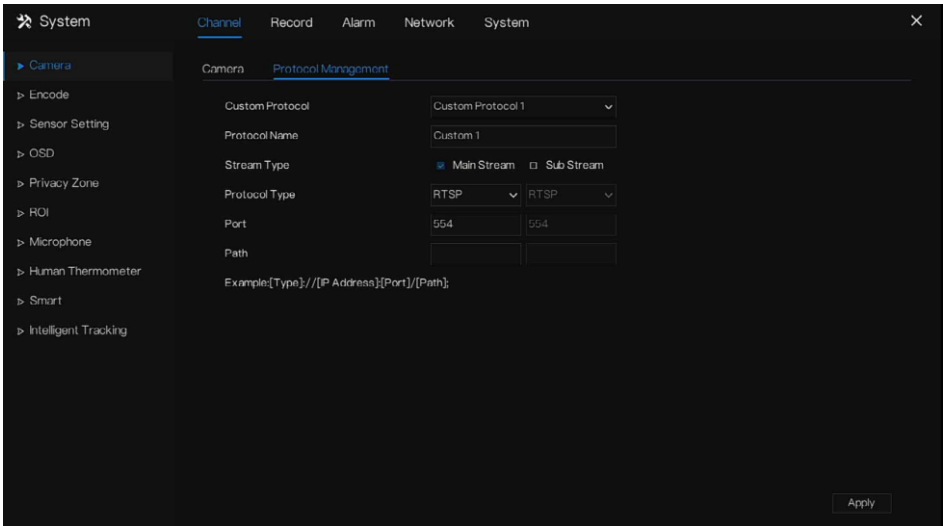 System Channel Record Alarm Network System
Camera
Encode
Sensor Setting
OSD
Privacy Zone
ROI
Microphone
Human Thermometer
Smart
Intelligent Tracking
Camera Protocol Management
Custom Protocol Custom Protocol 1
Protocol Name Custom 1
Stream Type Main Stream Sub Stream
Protocol Type RTSP RTSP
Port 554 554
Path
Example:[Type]://[IP Address]:[Port]/[Path];
Apply